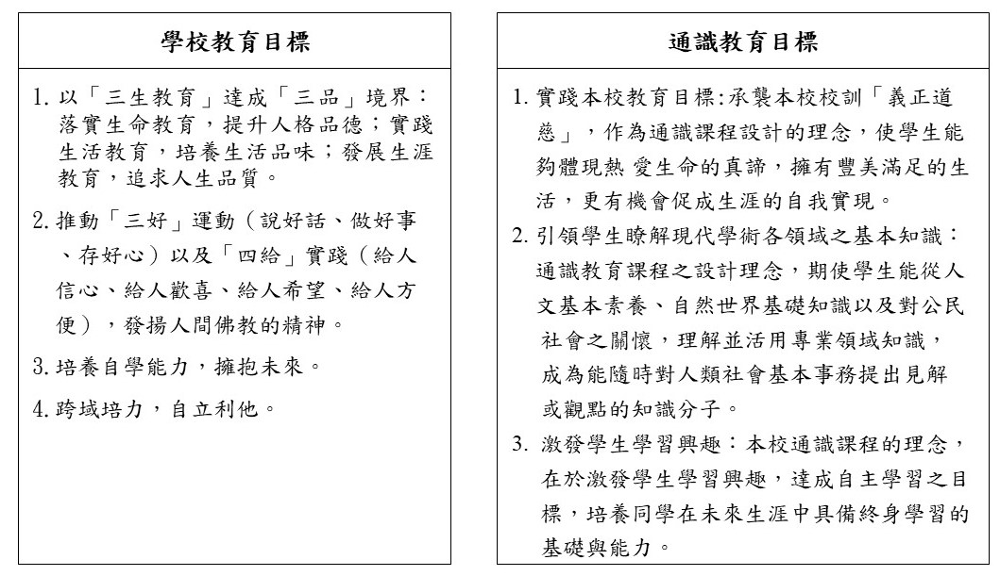 學校教育目標
1. 以「三生教育」達成「三品」境界：
落實生命教育，提升人格品德；實踐
生活教育，培養生活品味；發展生涯
教育，追求人生品質。
2. 推動「三好」運動（說好話、做好事
、存好心）以及「四給」實踐（給人
信心、給人歡喜、給人希望、給人方
便），發揚人間佛教的精神。
3. 培養自學能力，擁抱未來。
4. 跨域培力，自立利他。
通識教育目標
1. 實踐本校教育目標:承襲本校校訓「義正道
慈」，作為通識課程設計的理念，使學生能
夠體現熱 愛生命的真諦，擁有豐美滿足的生
活，更有機會促成生涯的自我實現。
2. 引領學生瞭解現代學術各領域之基本知識：
通識教育課程之設計理念，期使學生能從人
文基本素養、自然世界基礎知識以及對公民
社會之關懷，理解並活用專業領域知識，
成為能隨時對人類社會基本事務提出見解
或觀點的知識分子。
3. 激發學生學習興趣：本校通識課程的理念，
在於激發學生學習興趣，達成自主學習之目
標，培養同學在未來生涯中具備終身學習的
基礎與能力。